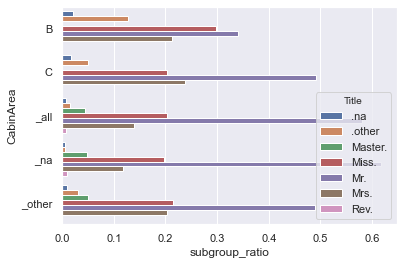 B
C
_all
_na
_other
CabinArea
0.0 0.1 0.2 0.3 0.4 0.5 0.6
subgroup_ratio
Title
.na
.other
Master.
Miss.
Mr.
Mrs.
Rev.